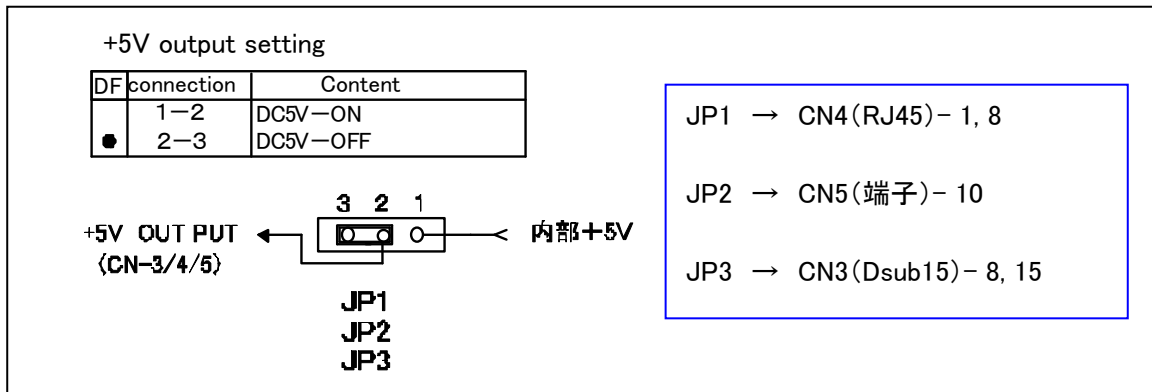 +5V output setting
DF connection Content
1－2 DC5V－ON
● 2－3 DC5V－OFF
3 2 1
+5V OUT PUT 内部＋5V
(CN-3/4/5)
JP1
JP2
JP3
JP1 → CN4(RJ45)- 1, 8
JP2 → CN5(端子)- 10
JP3 → CN3(Dsub15)- 8, 15